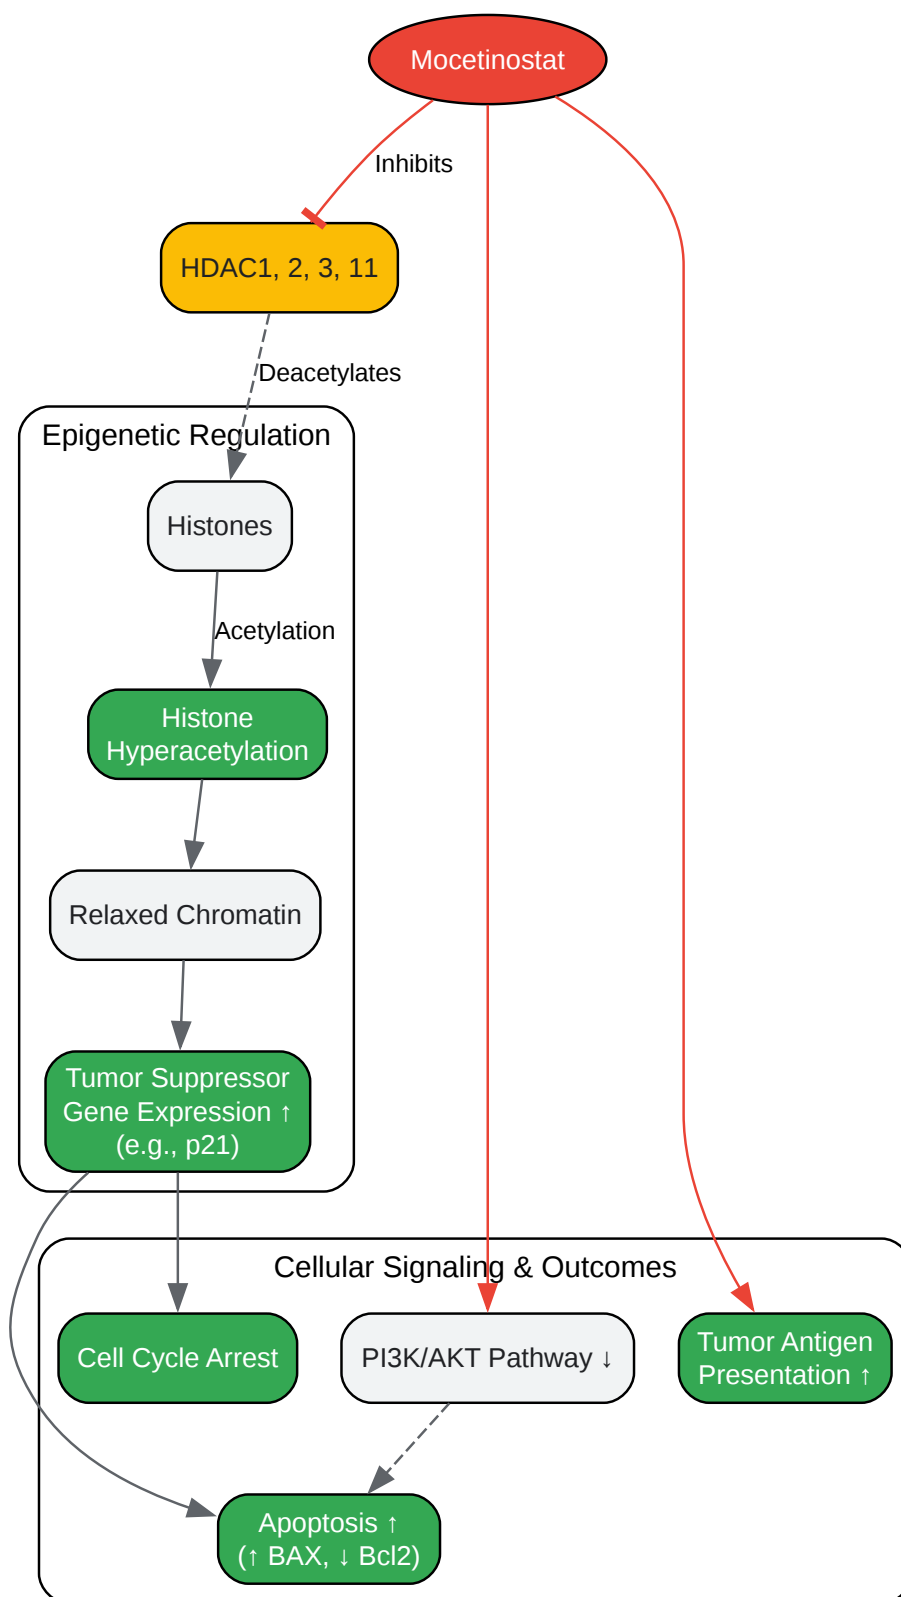 Mocetinostat
Inhibits
HDAC1, 2, 3, 11
Deacetylates
Epigenetic Regulation
Histones
Acetylation
Histone
Hyperacetylation
Relaxed Chromatin
Tumor Suppressor
Gene Expression ↑
(e.g., p21)
Cellular Signaling & Outcomes
Cell Cycle Arrest
PI3K/AKT Pathway ↓
Tumor Antigen
Presentation ↑
Apoptosis ↑
(↑ BAX, ↓ Bcl2)